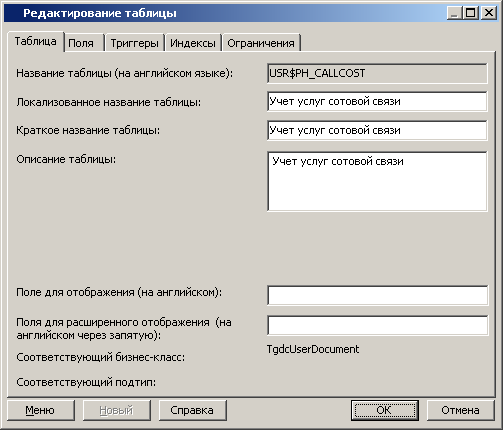 Редактирование таблицы
Таблица Поля Триггеры Индексы Ограничения
Название таблицы (на английском языке): USR$PH_CALLCOST
Локализованное название таблицы: Учет услуг сотовой связи
Краткое название таблицы: Учет услуг сотовой связи
Описание таблицы: Учет услуг сотовой связи
Поле для отображения (на английском):
Поля для расширенного отображения (на
английском через запятую):
Соответствующий бизнес-класс: TgdcUserDocument
Соответствующий подтип:
Меню Новый Справка ОК Отмена